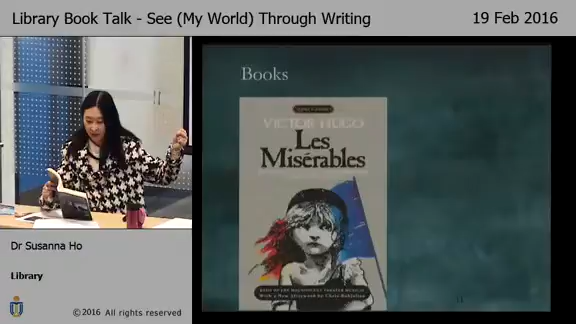 Library Book Talk - See (My World) Through Writing
19 Feb 2016
Books
VICTOR HUGO
Les
Misérables
Dr Susanna Ho
Library
©2016 All rights reserved